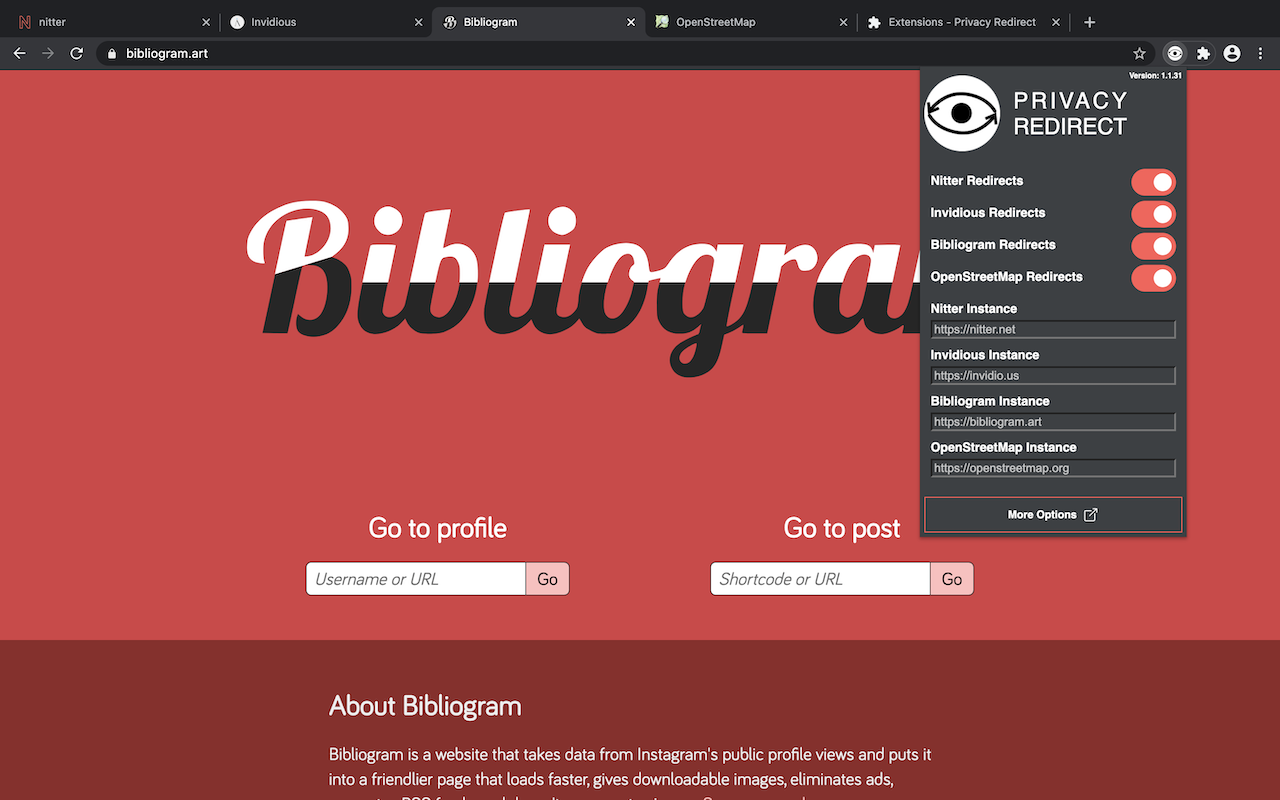 nitter
Invidious
Bibliogram
OpenStreetMap
Extensions - Privacy Redirect
bibliogram.art
Version: 1.1.31
PRIVACY
REDIRECT
Nitter Redirects
Invidious Redirects
Bibliogram Redirects
OpenStreetMap Redirects
Nitter Instance
https://nitter.net
Invidious Instance
https://invidio.us
Bibliogram Instance
https://bibliogram.art
OpenStreetMap Instance
https://openstreetmap.org
More Options
Bibliogra
Go to profile
Username or URL Go
Go to post
Shortcode or URL Go
About Bibliogram
Bibliogram is a website that takes data from Instagram's public profile views and puts it
into a friendlier page that loads faster, gives downloadable images, eliminates ads,